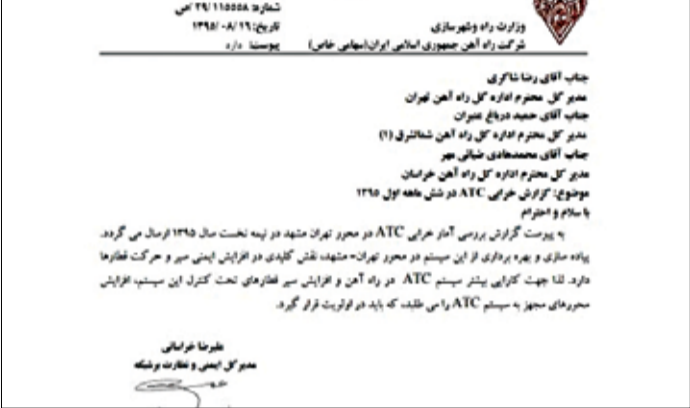 شماره: ۲۹/۱۱۵۵۵۸/ص
تاریخ: ۱۳۹۵/۰۸/۱۹
پیوست: دارد
وزارت راه وشهرسازی
شرکت راه آهن جمهوری اسلامی ایران(سهامی خاص)
جناب آقای رضا شاکری
مدیر کل محترم اداره کل راه آهن تهران
جناب آقای حمید درباغ عنبران
مدیر کل محترم اداره کل راه آهن شمالشرق (۱)
جناب آقای محمدهادی ضیائی مهر
مدیر کل محترم اداره کل راه آهن خراسان
موضوع: گزارش خرابی ATC در شش ماهه اول ۱۳۹۵
با سلام و احترام
به پیوست گزارش بررسی آمار خرابی ATC در محور تهران مشهد در نیمه نخست سال ۱۳۹۵ ارسال می گردد.
پیاده سازی و بهره برداری از این سیستم در محور تهران- مشهد، نقش کلیدی در افزایش ایمنی سیر و حرکت قطارها
دارد. لذا جهت کارایی بیشتر سیستم ATC در راه آهن و افزایش سیر قطارهای تحت کنترل این سیستم، افزایش
محورهای مجهز به سیستم ATC را می طلبد، که باید در اولویت قرار گیرد.
علیرضا خراسانی
مدیرکل ایمنی و نظارت برشبکه